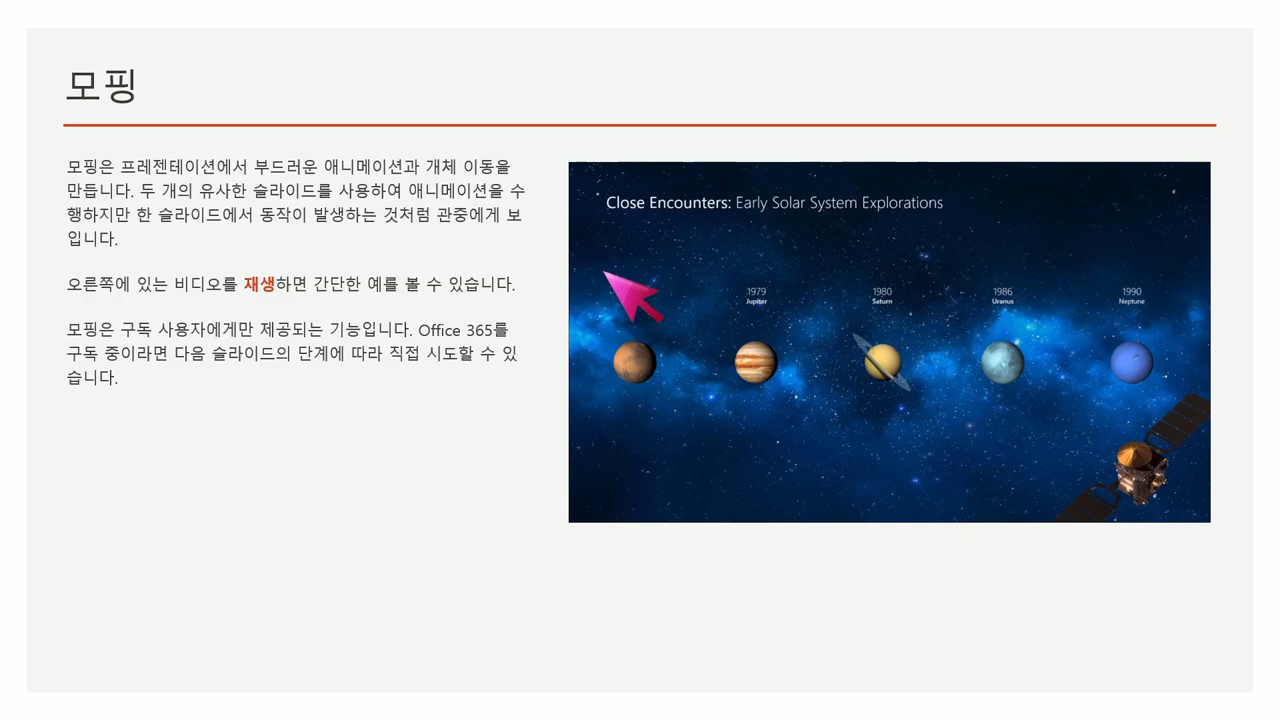 모핑
모핑은 프레젠테이션에서 부드러운 애니메이션과 개체 이동을
만듭니다. 두 개의 유사한 슬라이드를 사용하여 애니메이션을 수
행하지만 한 슬라이드에서 동작이 발생하는 것처럼 관중에게 보
입니다.
오른쪽에 있는 비디오를 재생하면 간단한 예를 볼 수 있습니다.
모핑은 구독 사용자에게만 제공되는 기능입니다. Office 365를
구독 중이라면 다음 슬라이드의 단계에 따라 직접 시도할 수 있
습니다.
Close Encounters: Early Solar System Explorations
1979
Jupiter
1980
Saturn
1986
Uranus
1990
Neptune